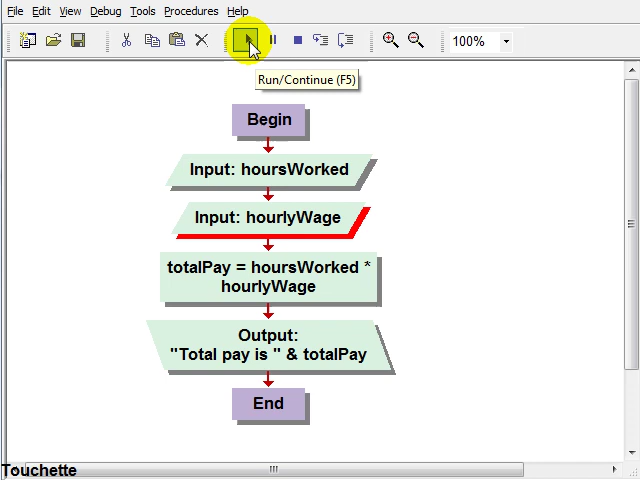 File Edit View Debug Tools Procedures Help
100%
Run/Continue (F5)
Begin
Input: hoursWorked
Input: hourlyWage
totalPay = hoursWorked *
hourlyWage
Output:
"Total pay is " & totalPay
End
Touchette